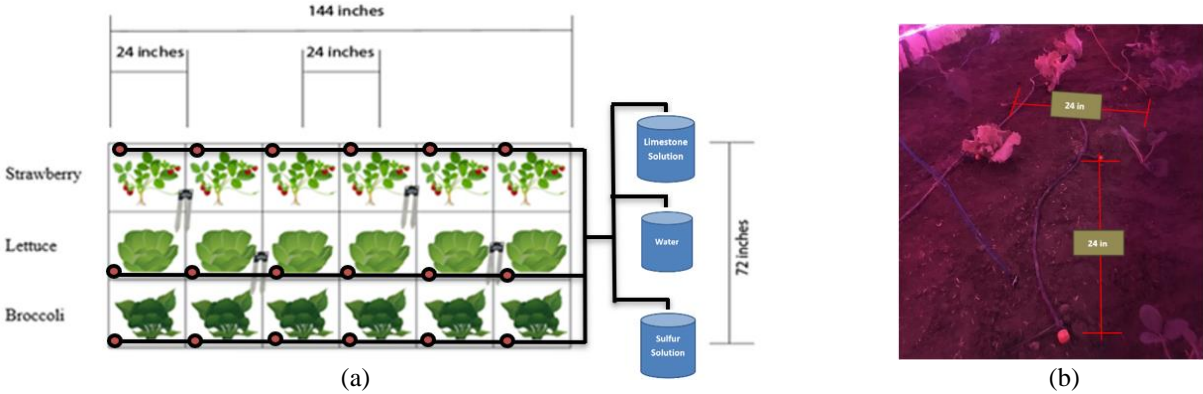 144 inches
24 inches
24 inches
Strawberry
Lettuce
Broccoli
Limestone
Solution
Water
Sulfur
Solution
72 inches
(a)
24 in
24 in
(b)